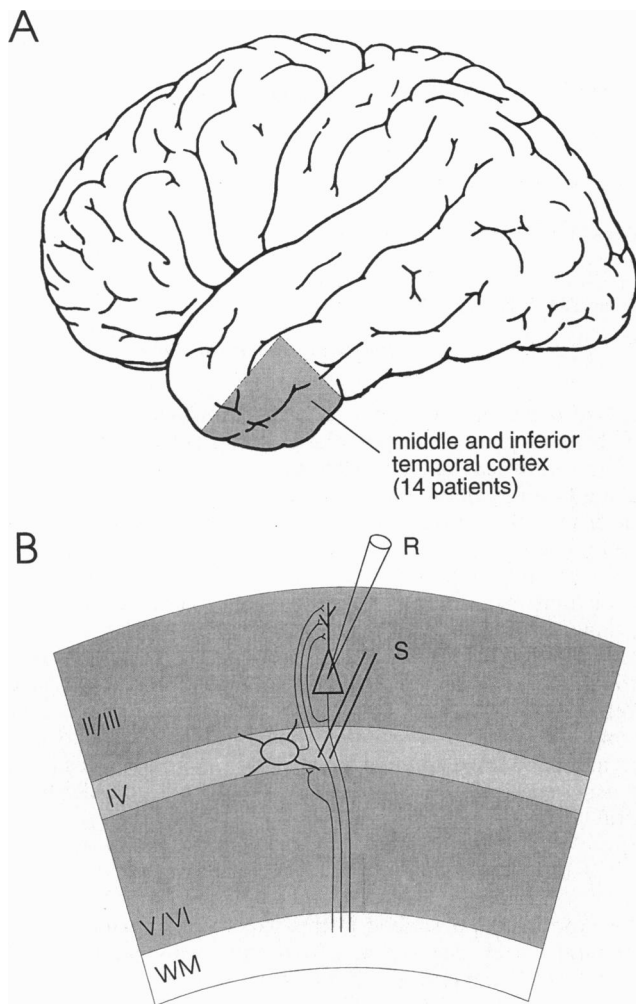 A
middle and inferior
temporal cortex
(14 patients)
B
R
S
II/III
IV
V/VI
WM